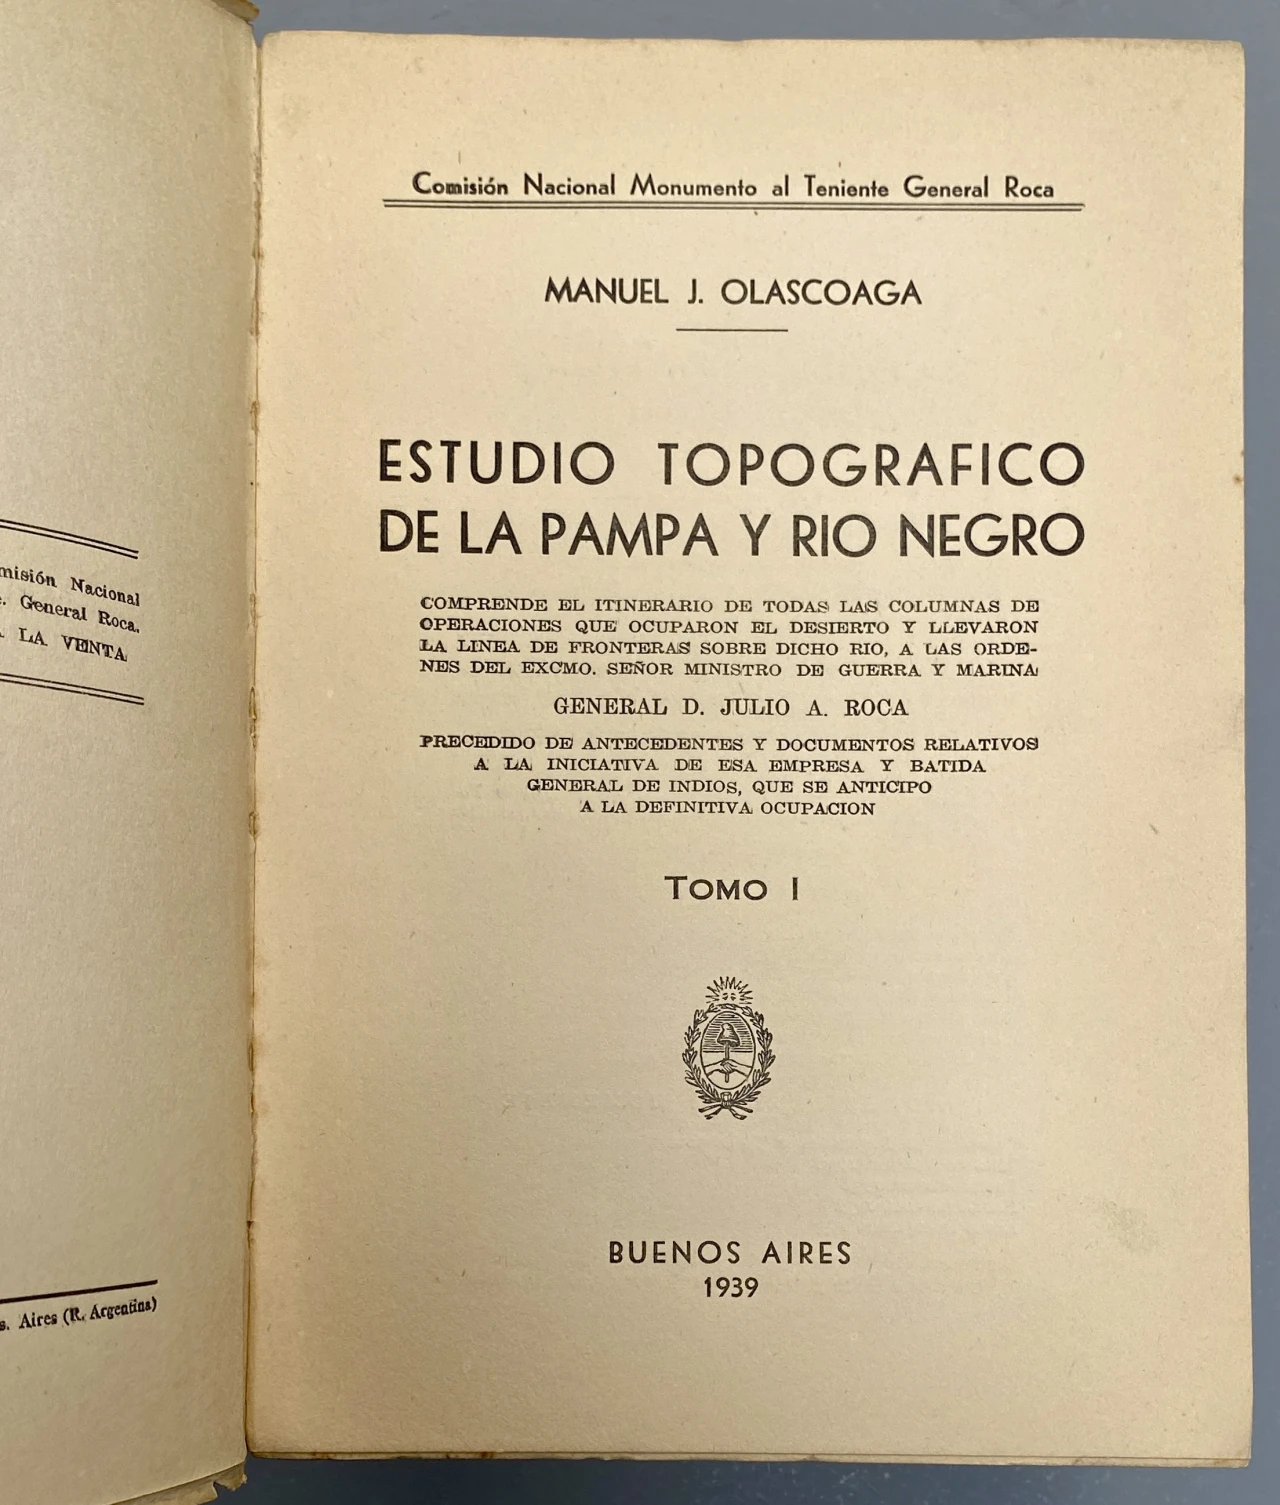 Nacional
General Roca.
LA VENTA
Aires (R. Argentina)
Comisión Nacional Monumento al Teniente General Roca
MANUEL J. OLASCOAGA
ESTUDIO TOPOGRAFICO
DE LA PAMPA Y RIO NEGRO
COMPRENDE EL ITINERARIO DE TODAS LAS COLUMNAS DE
OPERACIONES QUE OCUPARON EL DESIERTO Y LLEVARON
LA LINEA DE FRONTERAS SOBRE DICHO RIO, A LAS ORDE-
NES DEL EXCMO. SEÑOR MINISTRO DE GUERRA Y MARINA
GENERAL D. JULIO A. ROCA
PRECEDIDO DE ANTECEDENTES Y DOCUMENTOS RELATIVOS
A LA INICIATIVA DE ESA EMPRESA Y BATIDA
GENERAL DE INDIOS, QUE SE ANTICIPO
A LA DEFINITIVA OCUPACION
TOMO I
BUENOS AIRES
1939